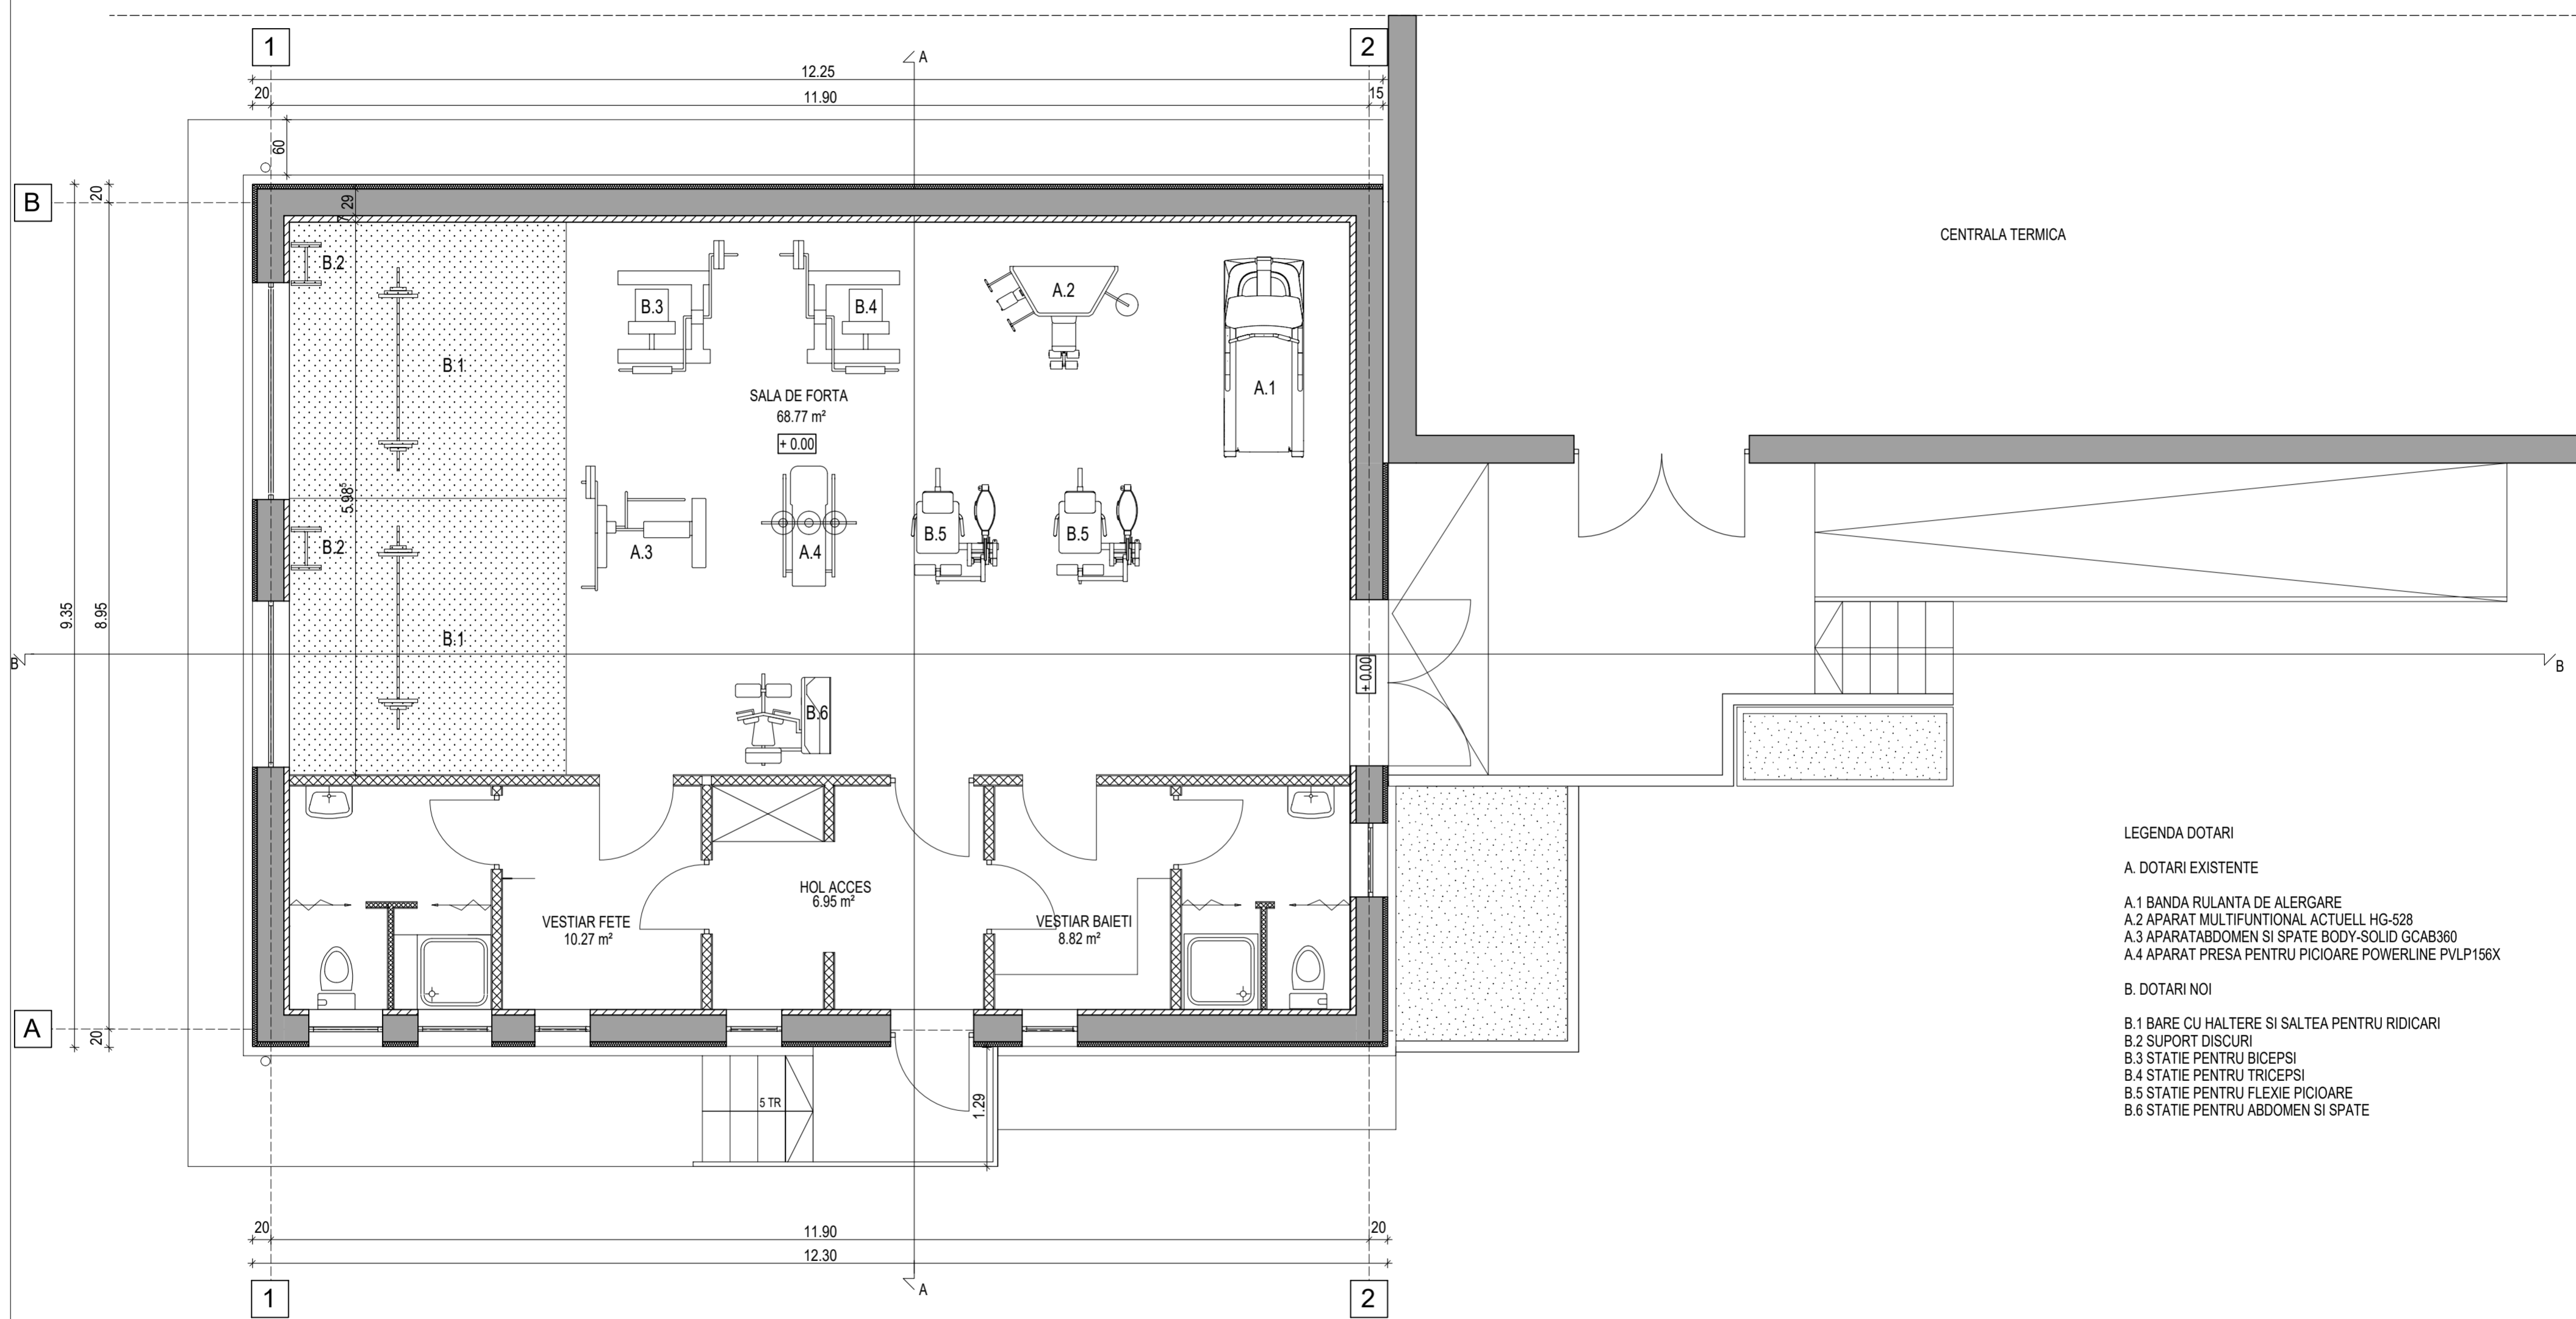 1
2
A
12.25
20
11.90
15
60
B
20
7
29
B.2
B.3
B.4
A.2
A.1
CENTRALA TERMICA
B.1
SALA DE FORTA
68.77 m²
+ 0.00
5.98⁵
B.2
A.3
A.4
B.5
B.5
9.35
8.95
B.1
B
+ 0.00
B
B.6
HOL ACCES
6.95 m²
VESTIAR FETE
10.27 m²
VESTIAR BAIETI
8.82 m²
A
20
5 TR
1.29
LEGENDA DOTARI
A. DOTARI EXISTENTE
A.1 BANDA RULANTA DE ALERGARE
A.2 APARAT MULTIFUNTIONAL ACTUELL HG-528
A.3 APARATABDOMEN SI SPATE BODY-SOLID GCAB360
A.4 APARAT PRESA PENTRU PICIOARE POWERLINE PVLP156X
B. DOTARI NOI
B.1 BARE CU HALTERE SI SALTEA PENTRU RIDICARI
B.2 SUPORT DISCURI
B.3 STATIE PENTRU BICEPSI
B.4 STATIE PENTRU TRICEPSI
B.5 STATIE PENTRU FLEXIE PICIOARE
B.6 STATIE PENTRU ABDOMEN SI SPATE
20
11.90
20
12.30
A
1
2